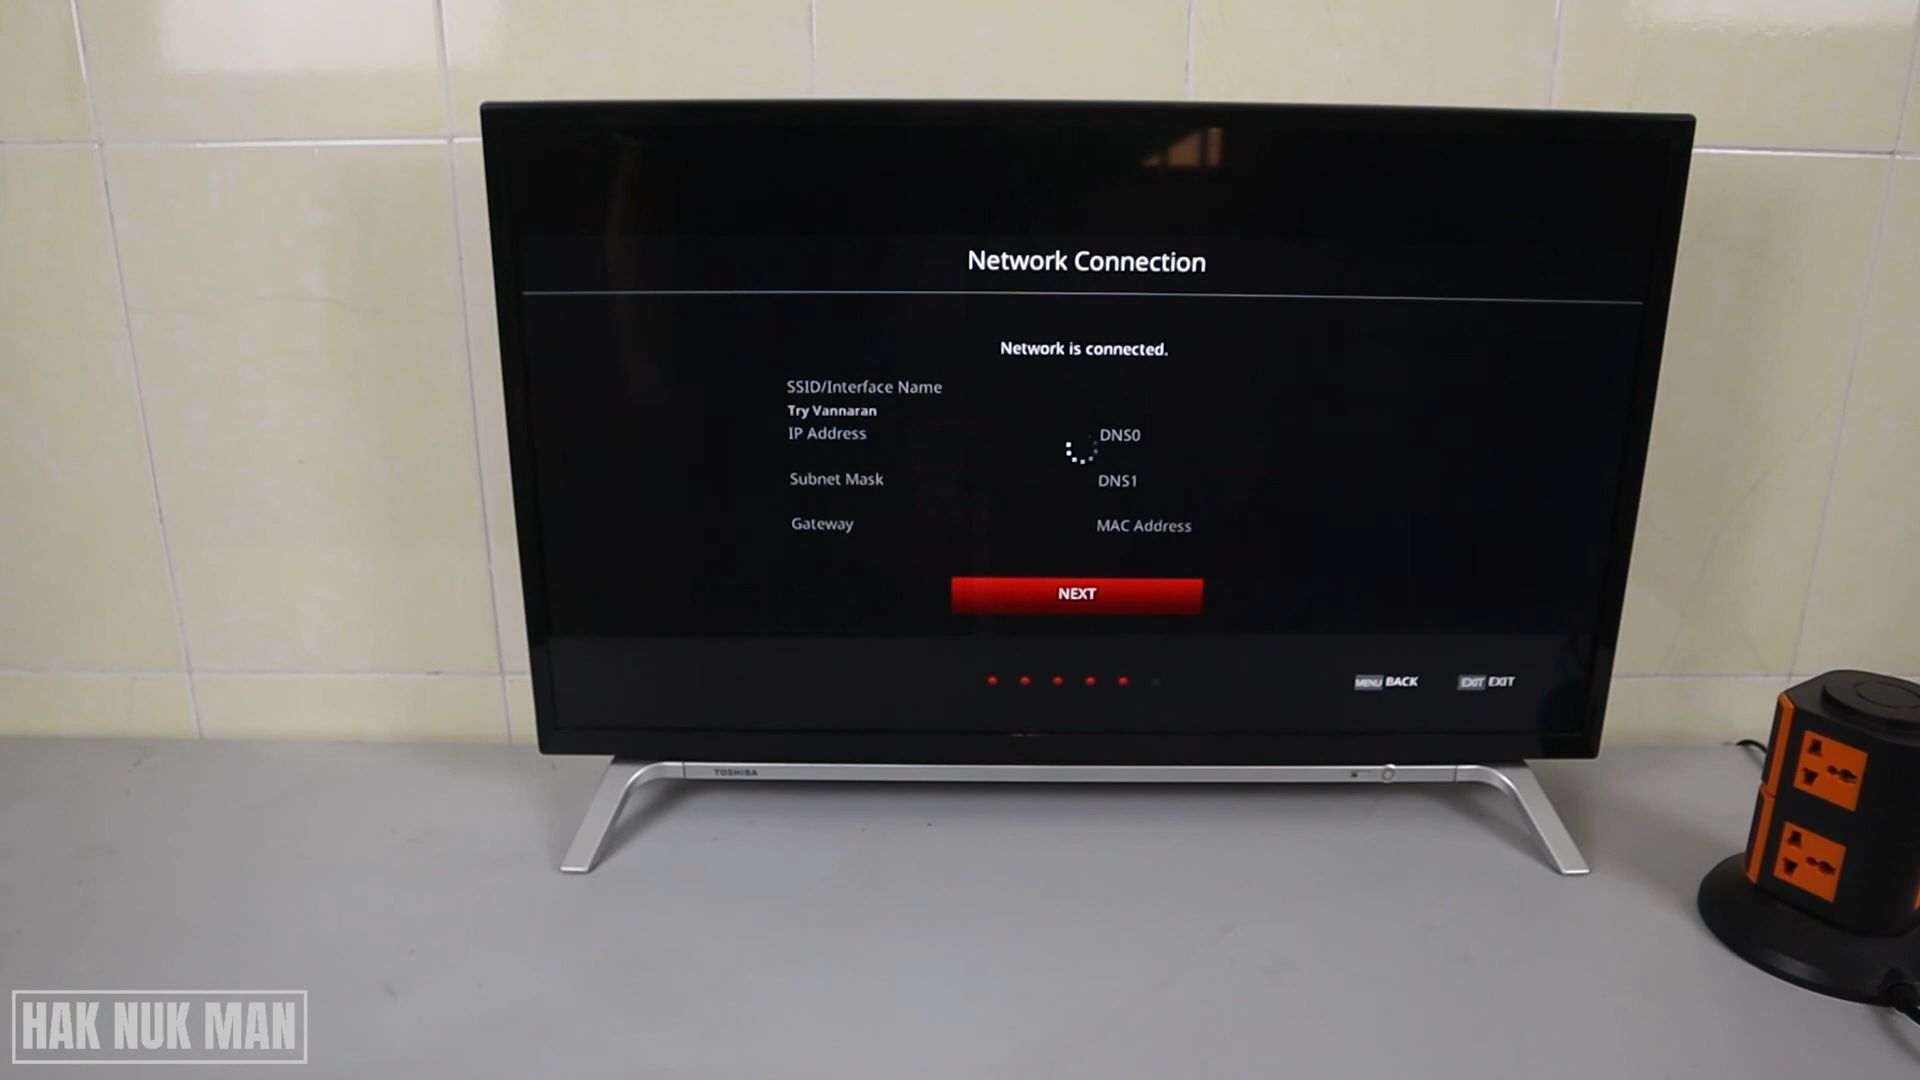 Network Connection
Network is connected.
SSID/Interface Name
Try Vannaran
IP Address
DNS0
Subnet Mask
DNS1
Gateway
MAC Address
NEXT
MENU BACK
EXIT EXIT
TOSHIBA
HAK NUK MAN